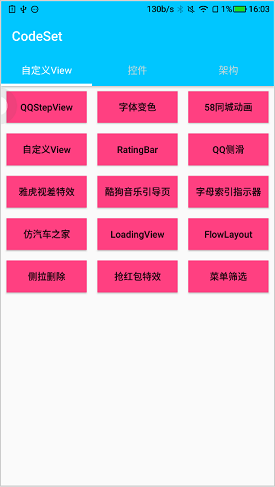 130b/s 1% 16:03
CodeSet
自定义View 控件 架构
QQStepView 字体变色 58同城动画
自定义View RatingBar QQ侧滑
雅虎视差特效 酷狗音乐引导页 字母索引指示器
仿汽车之家 LoadingView FlowLayout
侧拉删除 抢红包特效 菜单筛选